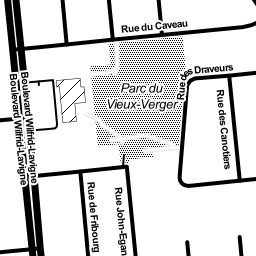 Rue du Caveau
Rue des Draveurs
Parc du
Vieux-Verger
Boulevard Wilfrid-Lavigne
Boulevard Wilfrid-Lavigne
Rue des Canotiers
Rue de Fribourg
Rue John-Egan